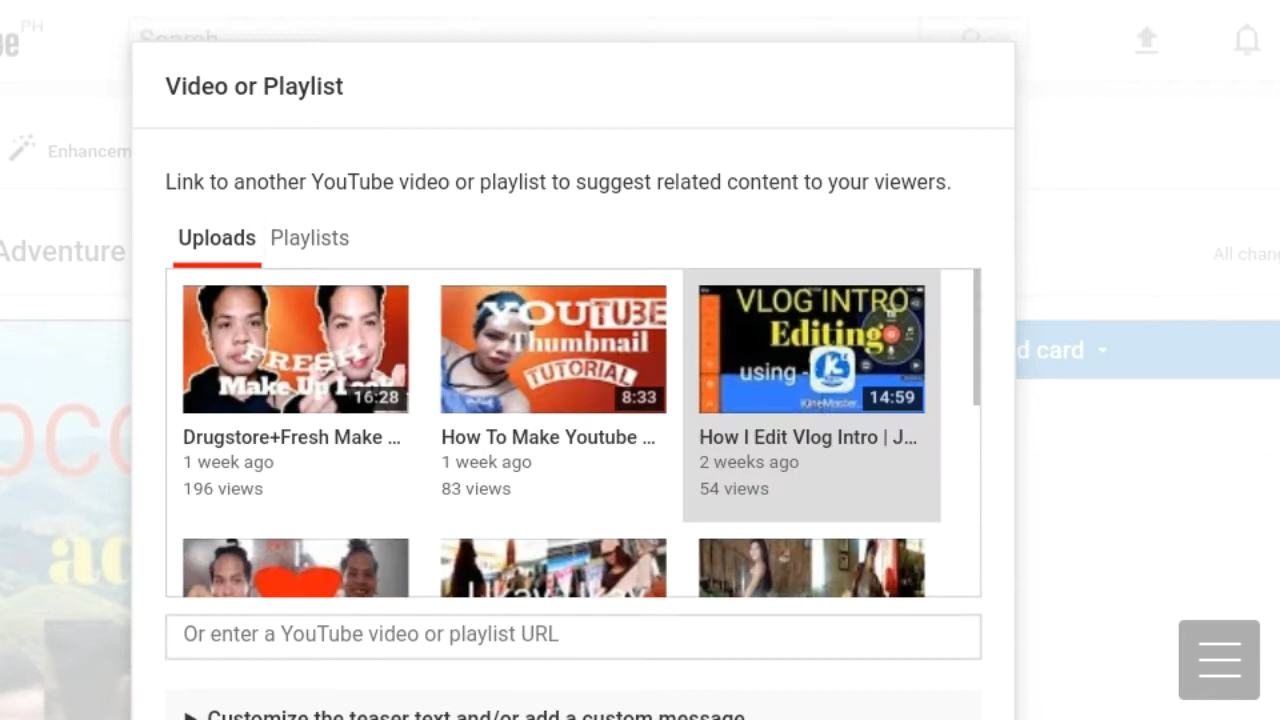 PH
Search
Video or Playlist
Enhancem
Link to another YouTube video or playlist to suggest related content to your viewers.
Adventure
All chan
Uploads Playlists
FRESH
Make Up Look
16:28
YOUTUBE
Thumbnail
TUTORIAL
8:33
VLOG INTRO
Editing
using -
KineMaster
14:59
d card
Drugstore+Fresh Make ...
1 week ago
196 views
How To Make Youtube ...
1 week ago
83 views
How I Edit Vlog Intro | J...
2 weeks ago
54 views
Or enter a YouTube video or playlist URL
Customize the teaser text and/or add a custom message